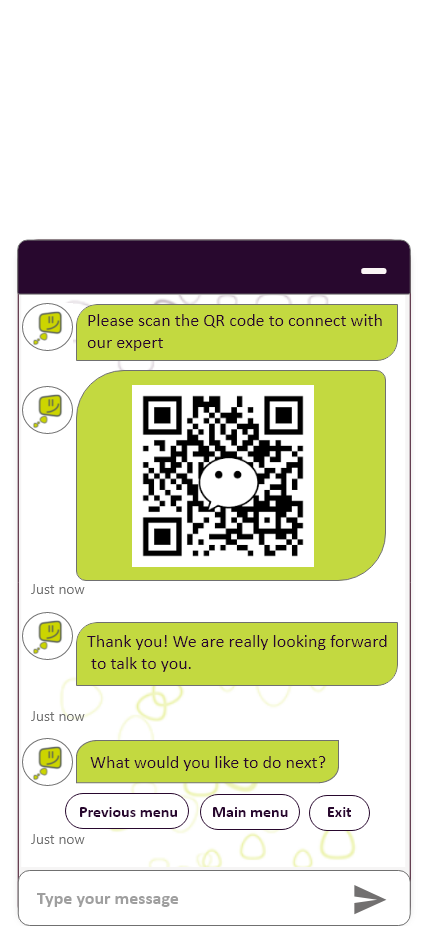 Please scan the QR code to connect with
our expert
Just now
Thank you! We are really looking forward
to talk to you.
Just now
What would you like to do next?
Previous menu Main menu Exit
Just now
Type your message